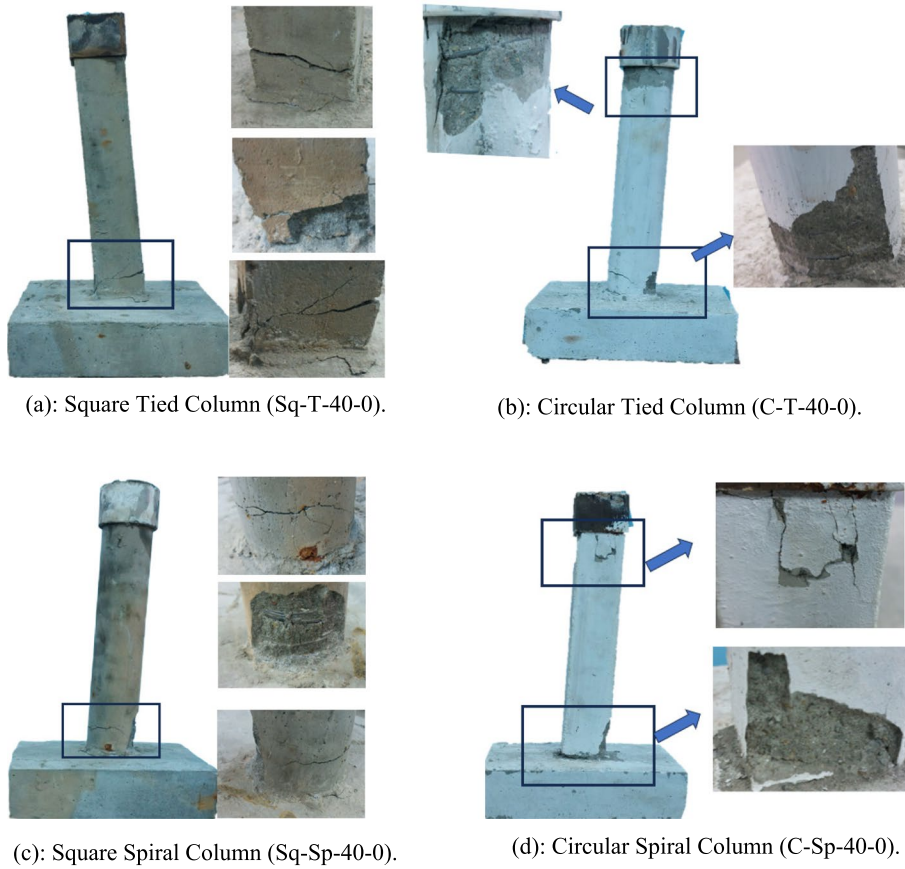 (a): Square Tied Column (Sq-T-40-0).
(b): Circular Tied Column (C-T-40-0).
(c): Square Spiral Column (Sq-Sp-40-0).
(d): Circular Spiral Column (C-Sp-40-0).